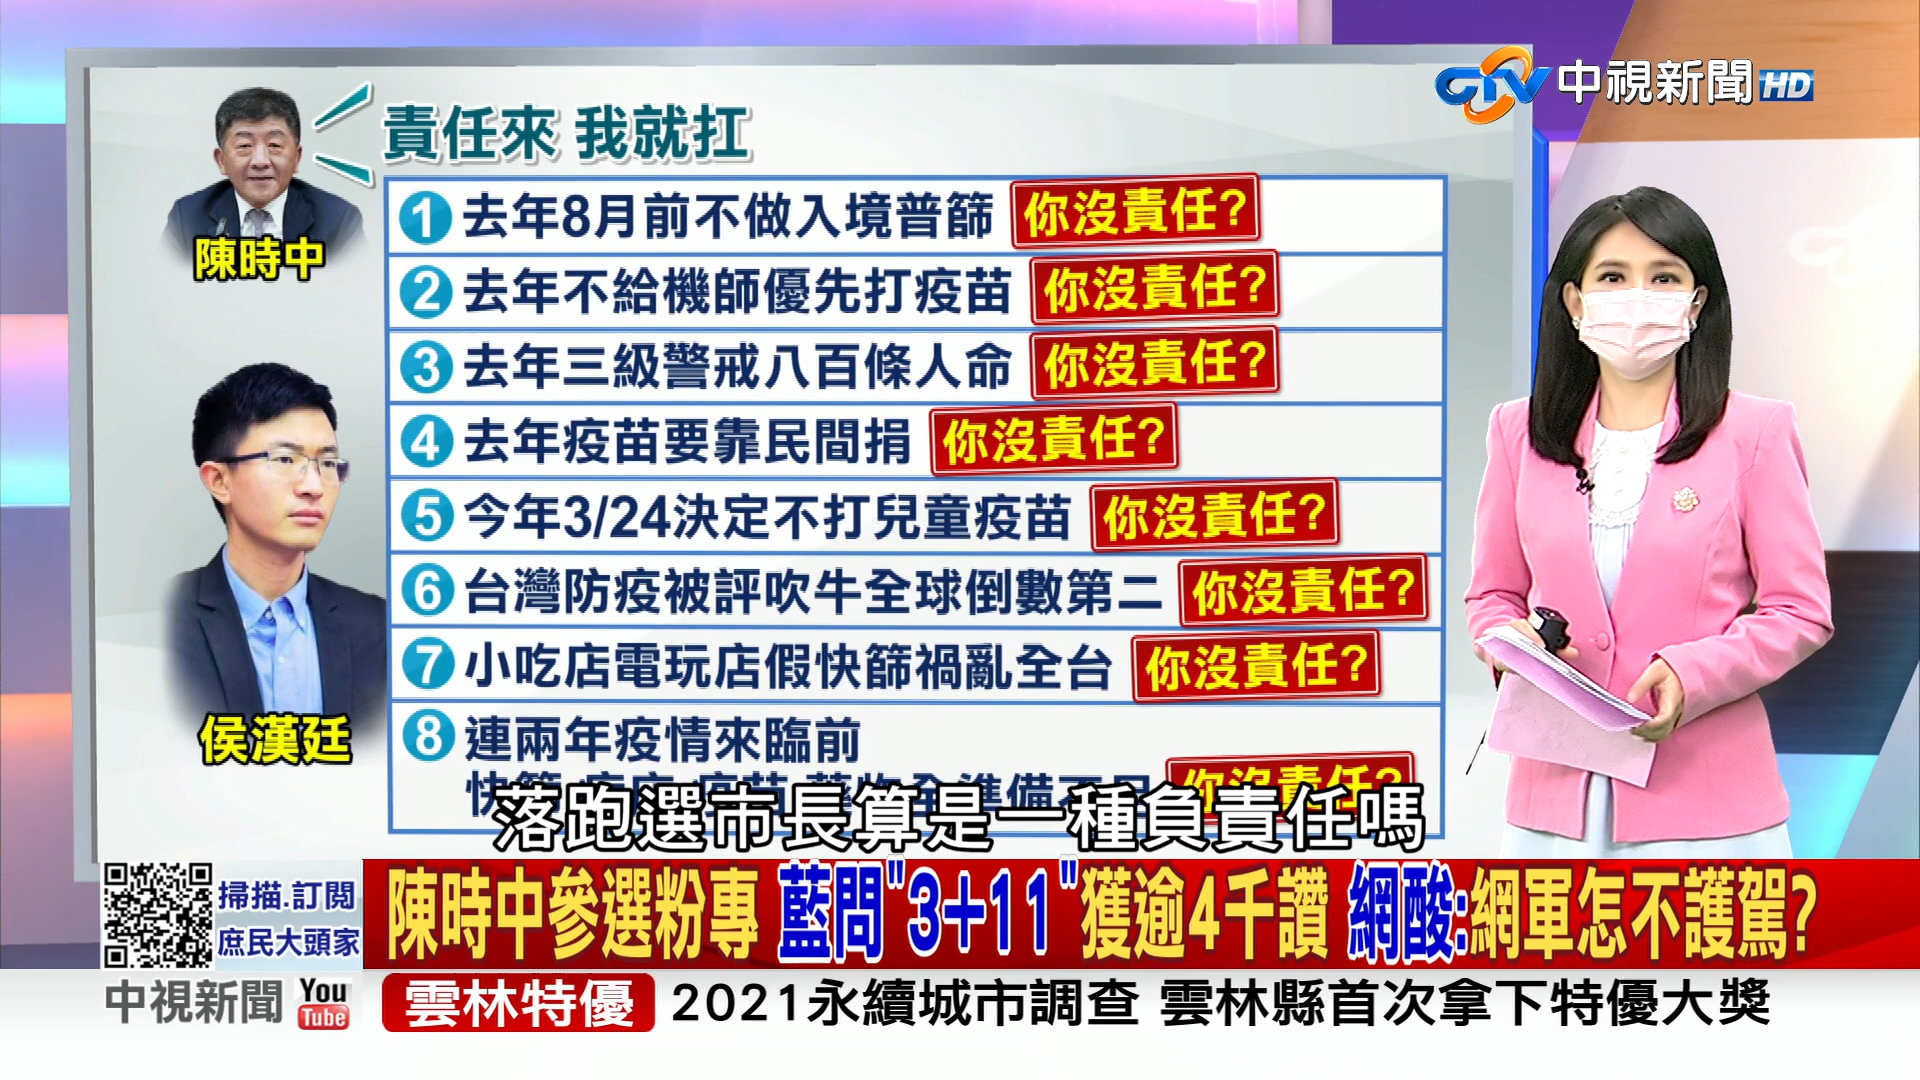 CTV 中視新聞 HD
責任來 我就扛
陳時中
1 去年8月前不做入境普篩 你沒責任?
2 去年不給機師優先打疫苗 你沒責任?
3 去年三級警戒八百條人命 你沒責任?
4 去年疫苗要靠民間捐 你沒責任?
5 今年3/24決定不打兒童疫苗 你沒責任?
6 台灣防疫被評吹牛全球倒數第二 你沒責任?
7 小吃店電玩店假快篩禍亂全台 你沒責任?
侯漢廷
8 連兩年疫情來臨前
你沒責任?
落跑選市長算是一種負責任嗎
掃描.訂閱
庶民大頭家
陳時中參選粉專 藍問"3+11"獲逾4千讚 網酸:網軍怎不護駕?
中視新聞 YouTube
雲林特優 2021永續城市調查 雲林縣首次拿下特優大獎